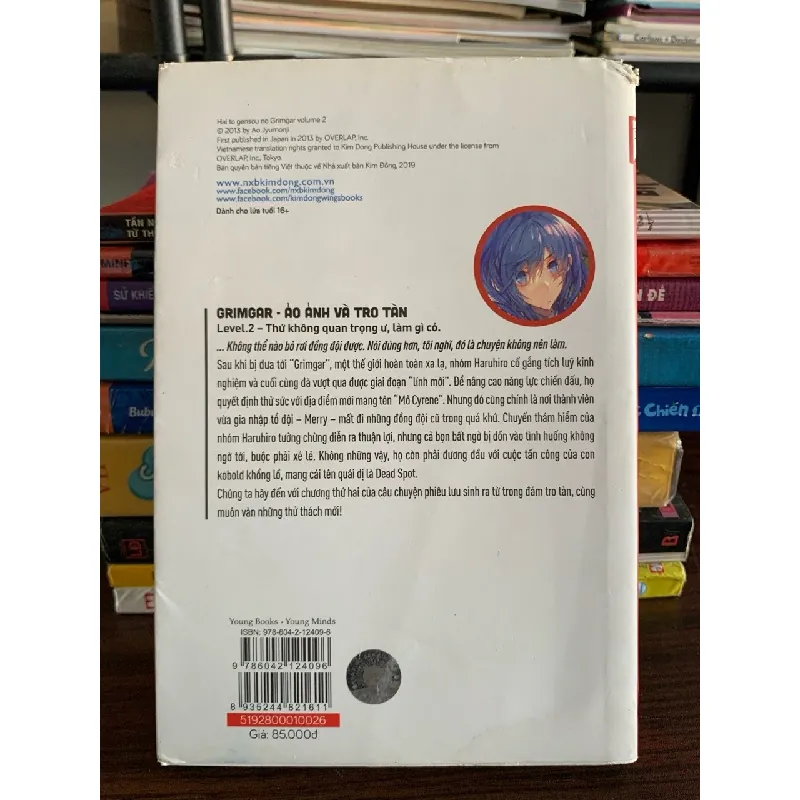 Carbon • Decker
Hai to gensou no Grimgar volume 2
© 2013 by Ao Jyumonji
First published in Japan in 2013 by OVERLAP, Inc.
Vietnamese translation rights granted to Kim Dong Publishing House under the license from
OVERLAP, Inc., Tokyo.
Bản quyền bản tiếng Việt thuộc về Nhà xuất bản Kim Đồng, 2019
www.nxbkimdong.com.vn
www.facebook.com/nxbkimdong
www.facebook.com/kimdongwingsbooks
Dành cho lứa tuổi 16+
TẦN N
TỪ TH
SỬ KHIẾ
N ĐỀ
GRIMGAR - ẢO ẢNH VÀ TRO TÀN
Level.2 – Thứ không quan trọng ư, làm gì có.
... Không thể nào bỏ rơi đồng đội được. Nói đúng hơn, tôi nghĩ, đó là chuyện không nên làm.
Sau khi bị đưa tới "Grimgar", một thế giới hoàn toàn xa lạ, nhóm Haruhiro cố gắng tích luỹ kinh
nghiệm và cuối cùng đã vượt qua được giai đoạn "lính mới". Để nâng cao năng lực chiến đấu, họ
quyết định thử sức với địa điểm mới mang tên "Mỏ Cyrene". Nhưng đó cũng chính là nơi thành viên
vừa gia nhập tổ đội – Merry – mất đi những đồng đội cũ trong quá khứ. Chuyến thám hiểm của
nhóm Haruhiro tưởng chừng diễn ra thuận lợi, nhưng cả bọn bất ngờ bị dồn vào tình huống không
ngờ tới, buộc phải xé lẻ. Không những vậy, họ còn phải đương đầu với cuộc tấn công của con
kobold khổng lồ, mang cái tên quái dị là Dead Spot.
Chúng ta hãy đến với chương thứ hai của câu chuyện phiêu lưu sinh ra từ trong đám tro tàn, cùng
muôn vàn những thử thách mới!
Bubu
Chiến
Young Books • Young Minds
ISBN: 978-604-2-12409-6
9 786042 124096
8 935244 821611
5192800010026
Giá: 85.000đ